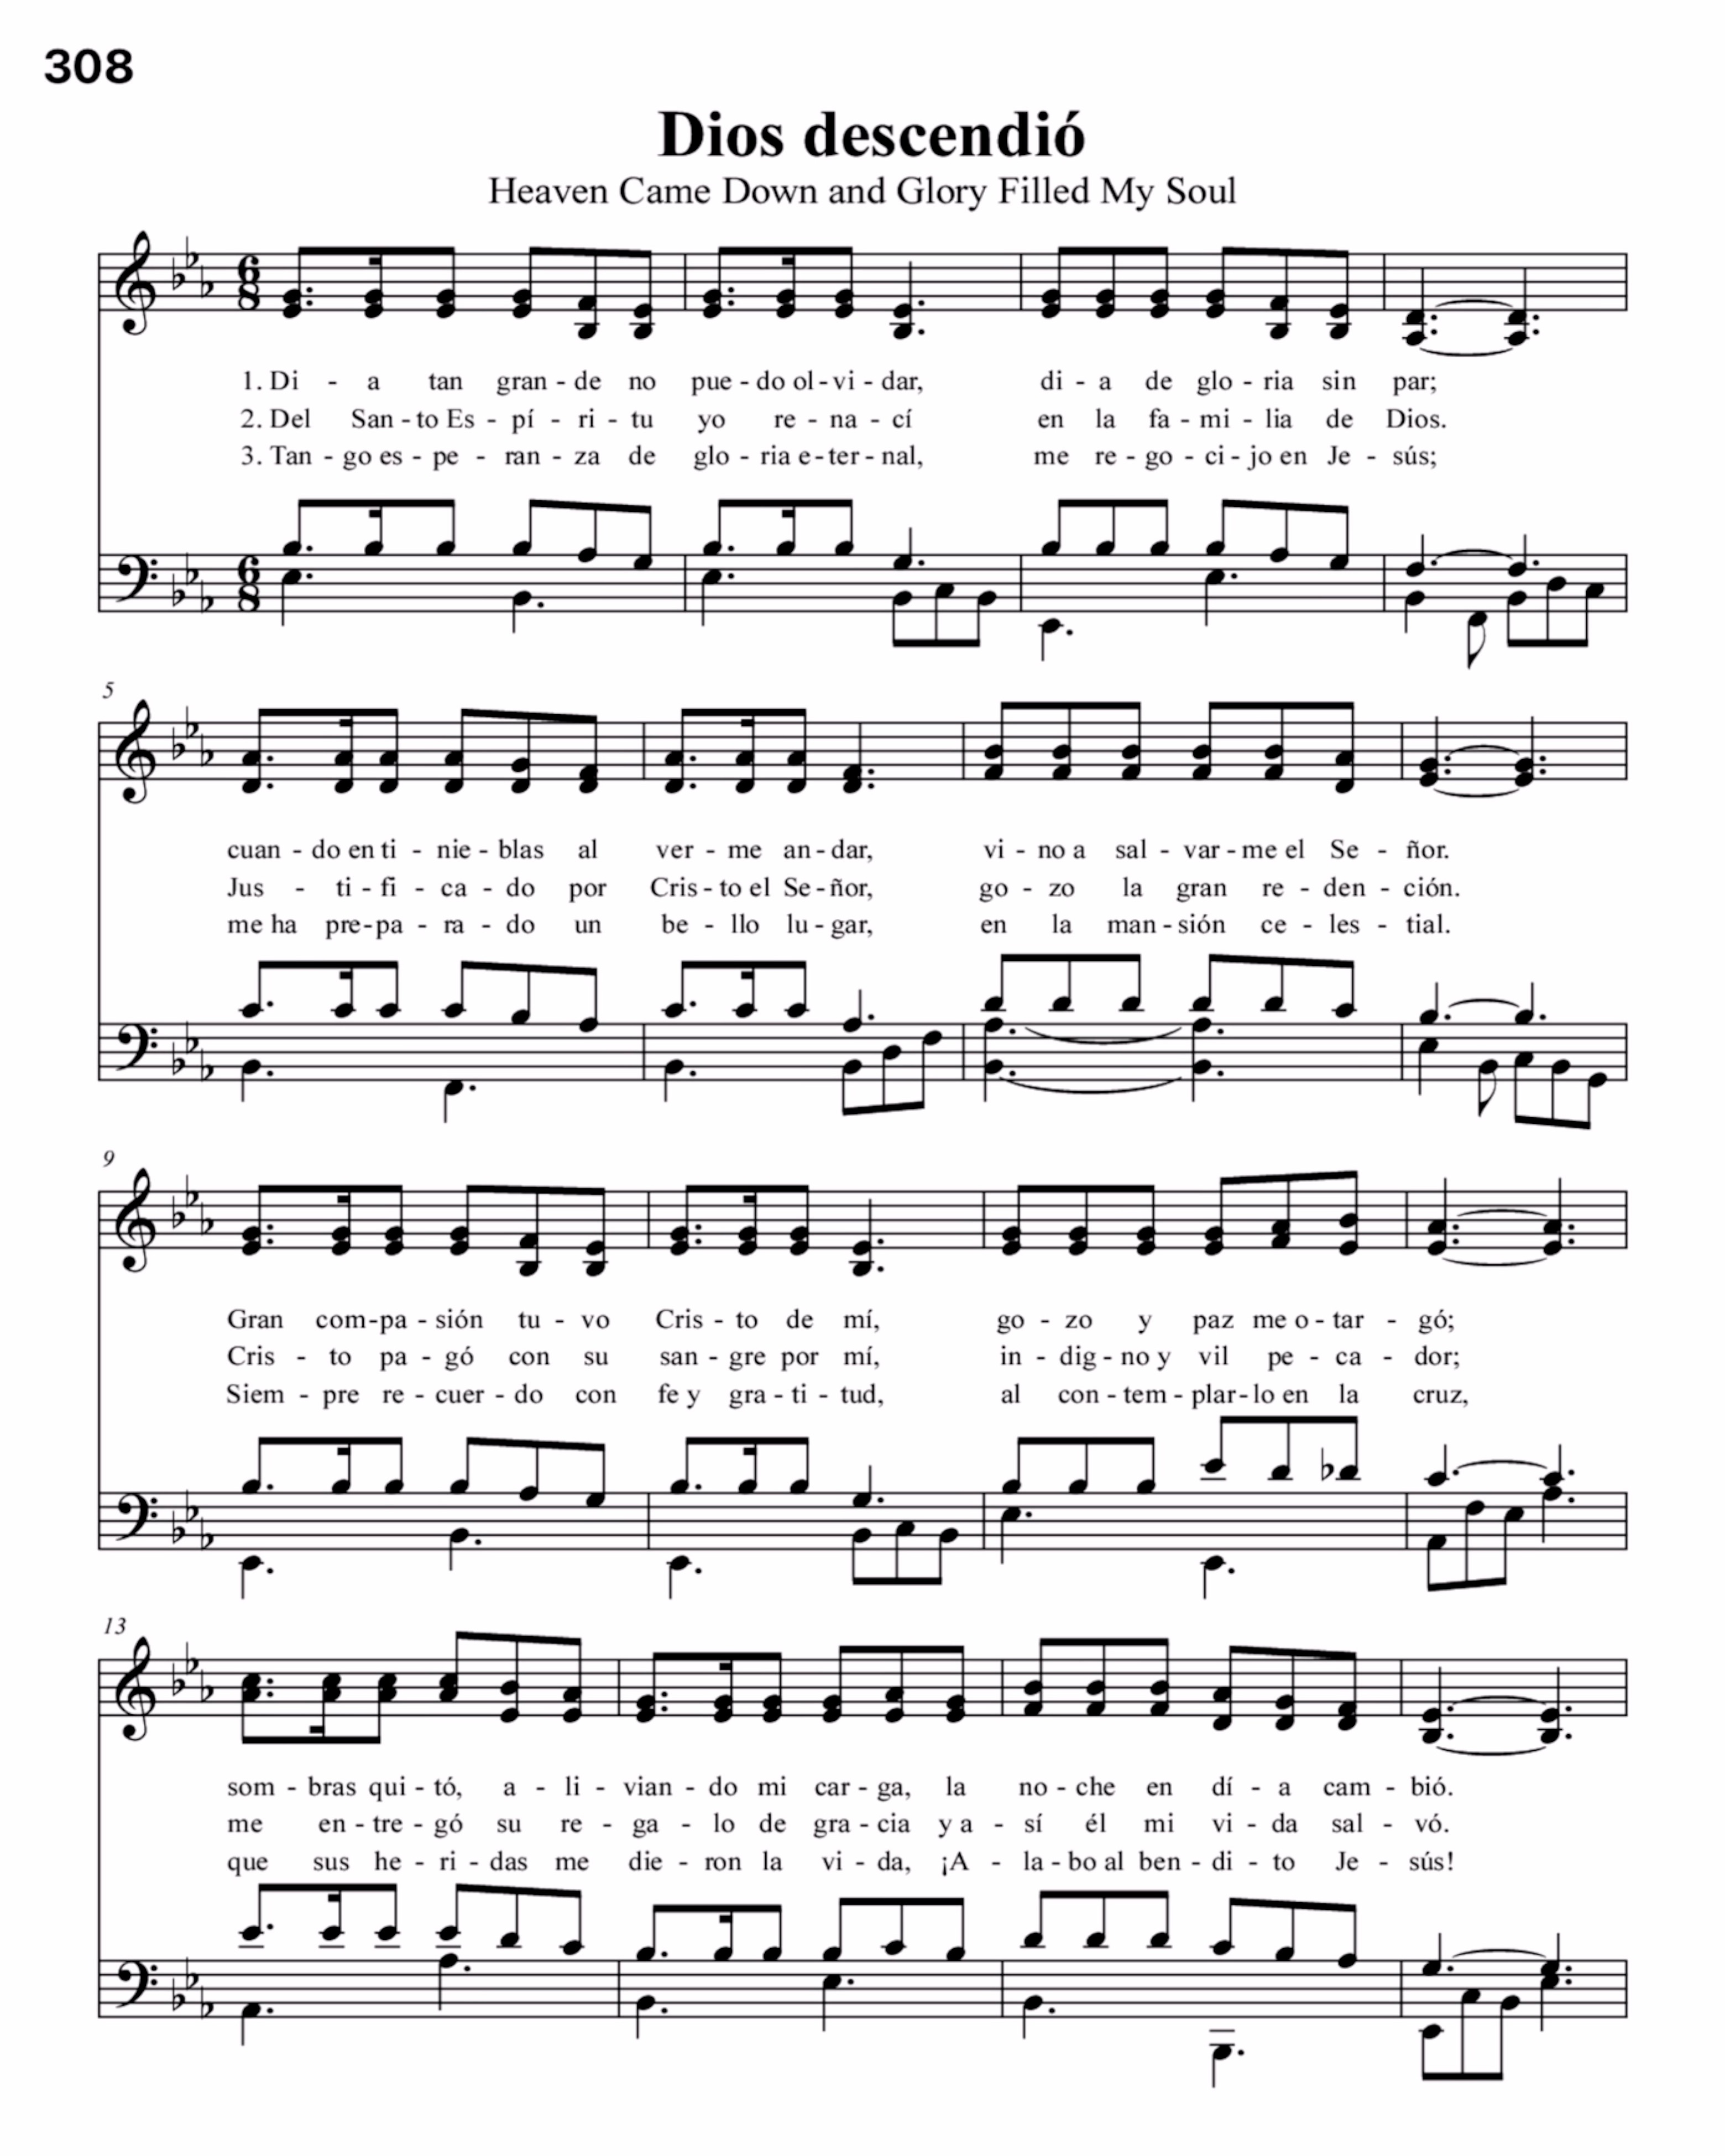 308
Dios descendió
Heaven Came Down and Glory Filled My Soul
1. Di - a tan gran - de no pue - do ol - vi - dar, di - a de glo - ria sin par;
2. Del San - to Es - pí - ri - tu yo re - na - cí en la fa - mi - lia de Dios.
3. Tan - go es - pe - ran - za de glo - ria e - ter - nal, me re - go - ci - jo en Je - sús;
5
cuan - do en ti - nie - blas al ver - me an - dar, vi - no a sal - var - me el Se - ñor.
Jus - ti - fi - ca - do por Cris - to el Se - ñor, go - zo la gran re - den - ción.
me ha pre - pa - ra - do un be - llo lu - gar, en la man - sión ce - les - tial.
9
Gran com - pa - sión tu - vo Cris - to de mí, go - zo y paz me o - tar - gó;
Cris - to pa - gó con su san - gre por mí, in - dig - no y vil pe - ca - dor;
Siem - pre re - cuer - do con fe y gra - ti - tud, al con - tem - plar - lo en la cruz,
13
som - bras qui - tó, a - li - vian - do mi car - ga, la no - che en dí - a cam - bió.
me en - tre - gó su re - ga - lo de gra - cia y a - sí él mi vi - da sal - vó.
que sus he - ri - das me die - ron la vi - da, ¡A - la - bo al ben - di - to Je - sús!